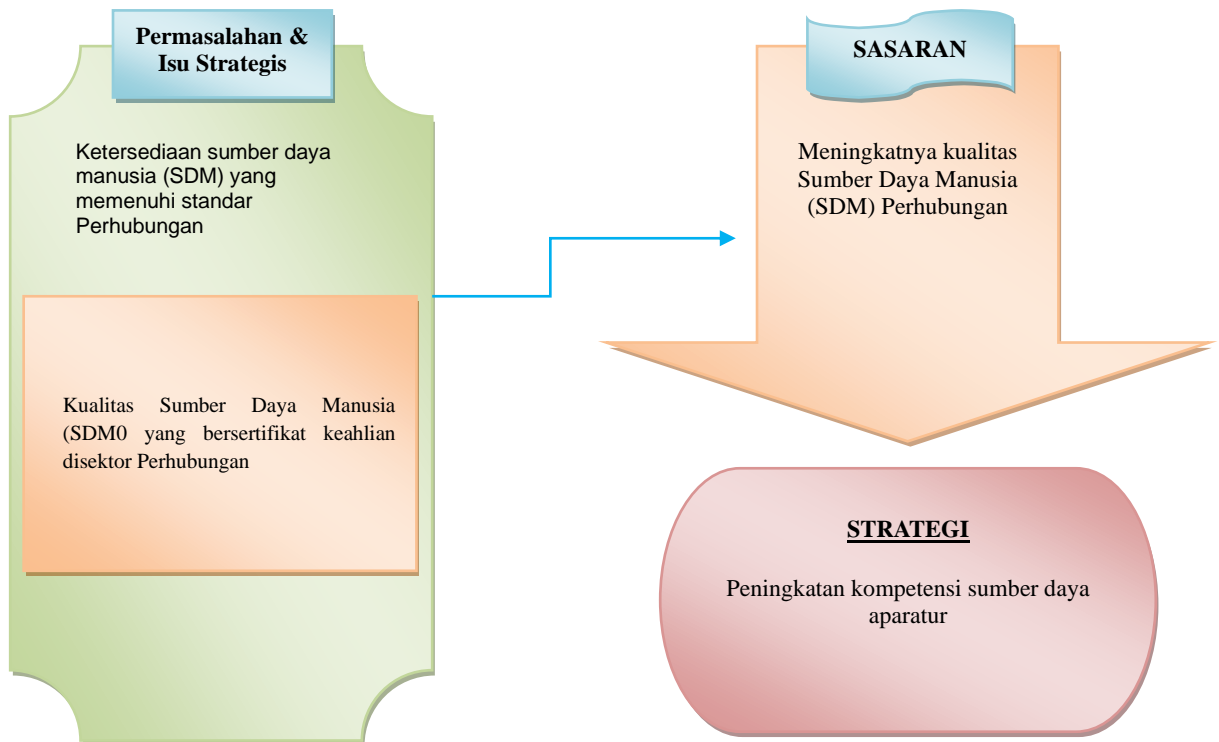 Permasalahan &
Isu Strategis
Ketersediaan sumber daya
manusia (SDM) yang
memenuhi standar
Perhubungan
Kualitas Sumber Daya Manusia
(SDM0 yang bersertifikat keahlian
disektor Perhubungan
SASARAN
Meningkatnya kualitas
Sumber Daya Manusia
(SDM) Perhubungan
STRATEGI
Peningkatan kompetensi sumber daya
aparatur